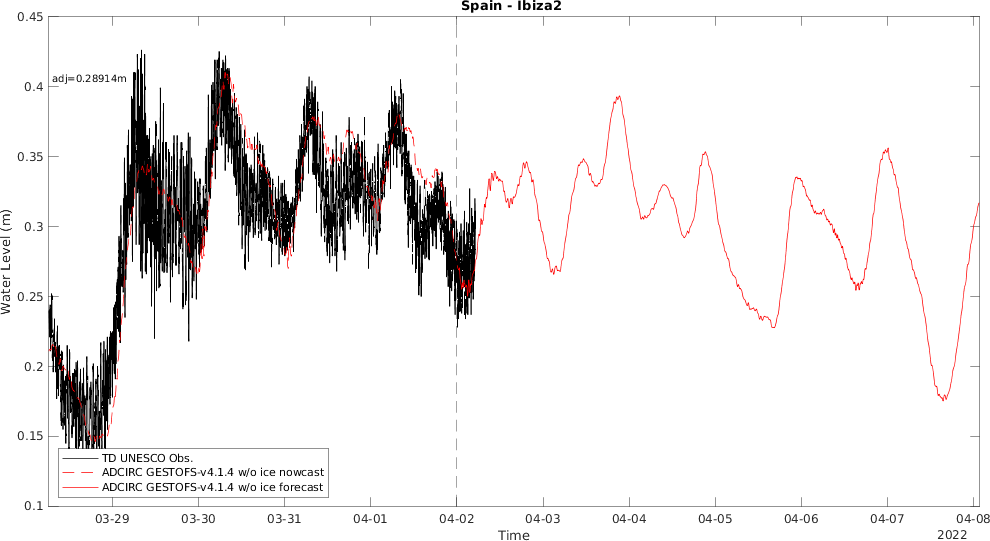 Spain - Ibiza2
0.45
0.4
0.35
0.3
0.25
0.2
0.15
0.1
Water Level (m)
adj=0.28914m
TD UNESCO Obs.
ADCIRC GESTOFS-v4.1.4 w/o ice nowcast
ADCIRC GESTOFS-v4.1.4 w/o ice forecast
03-29 03-30 03-31 04-01 04-02 04-03 04-04 04-05 04-06 04-07 04-08
Time
2022